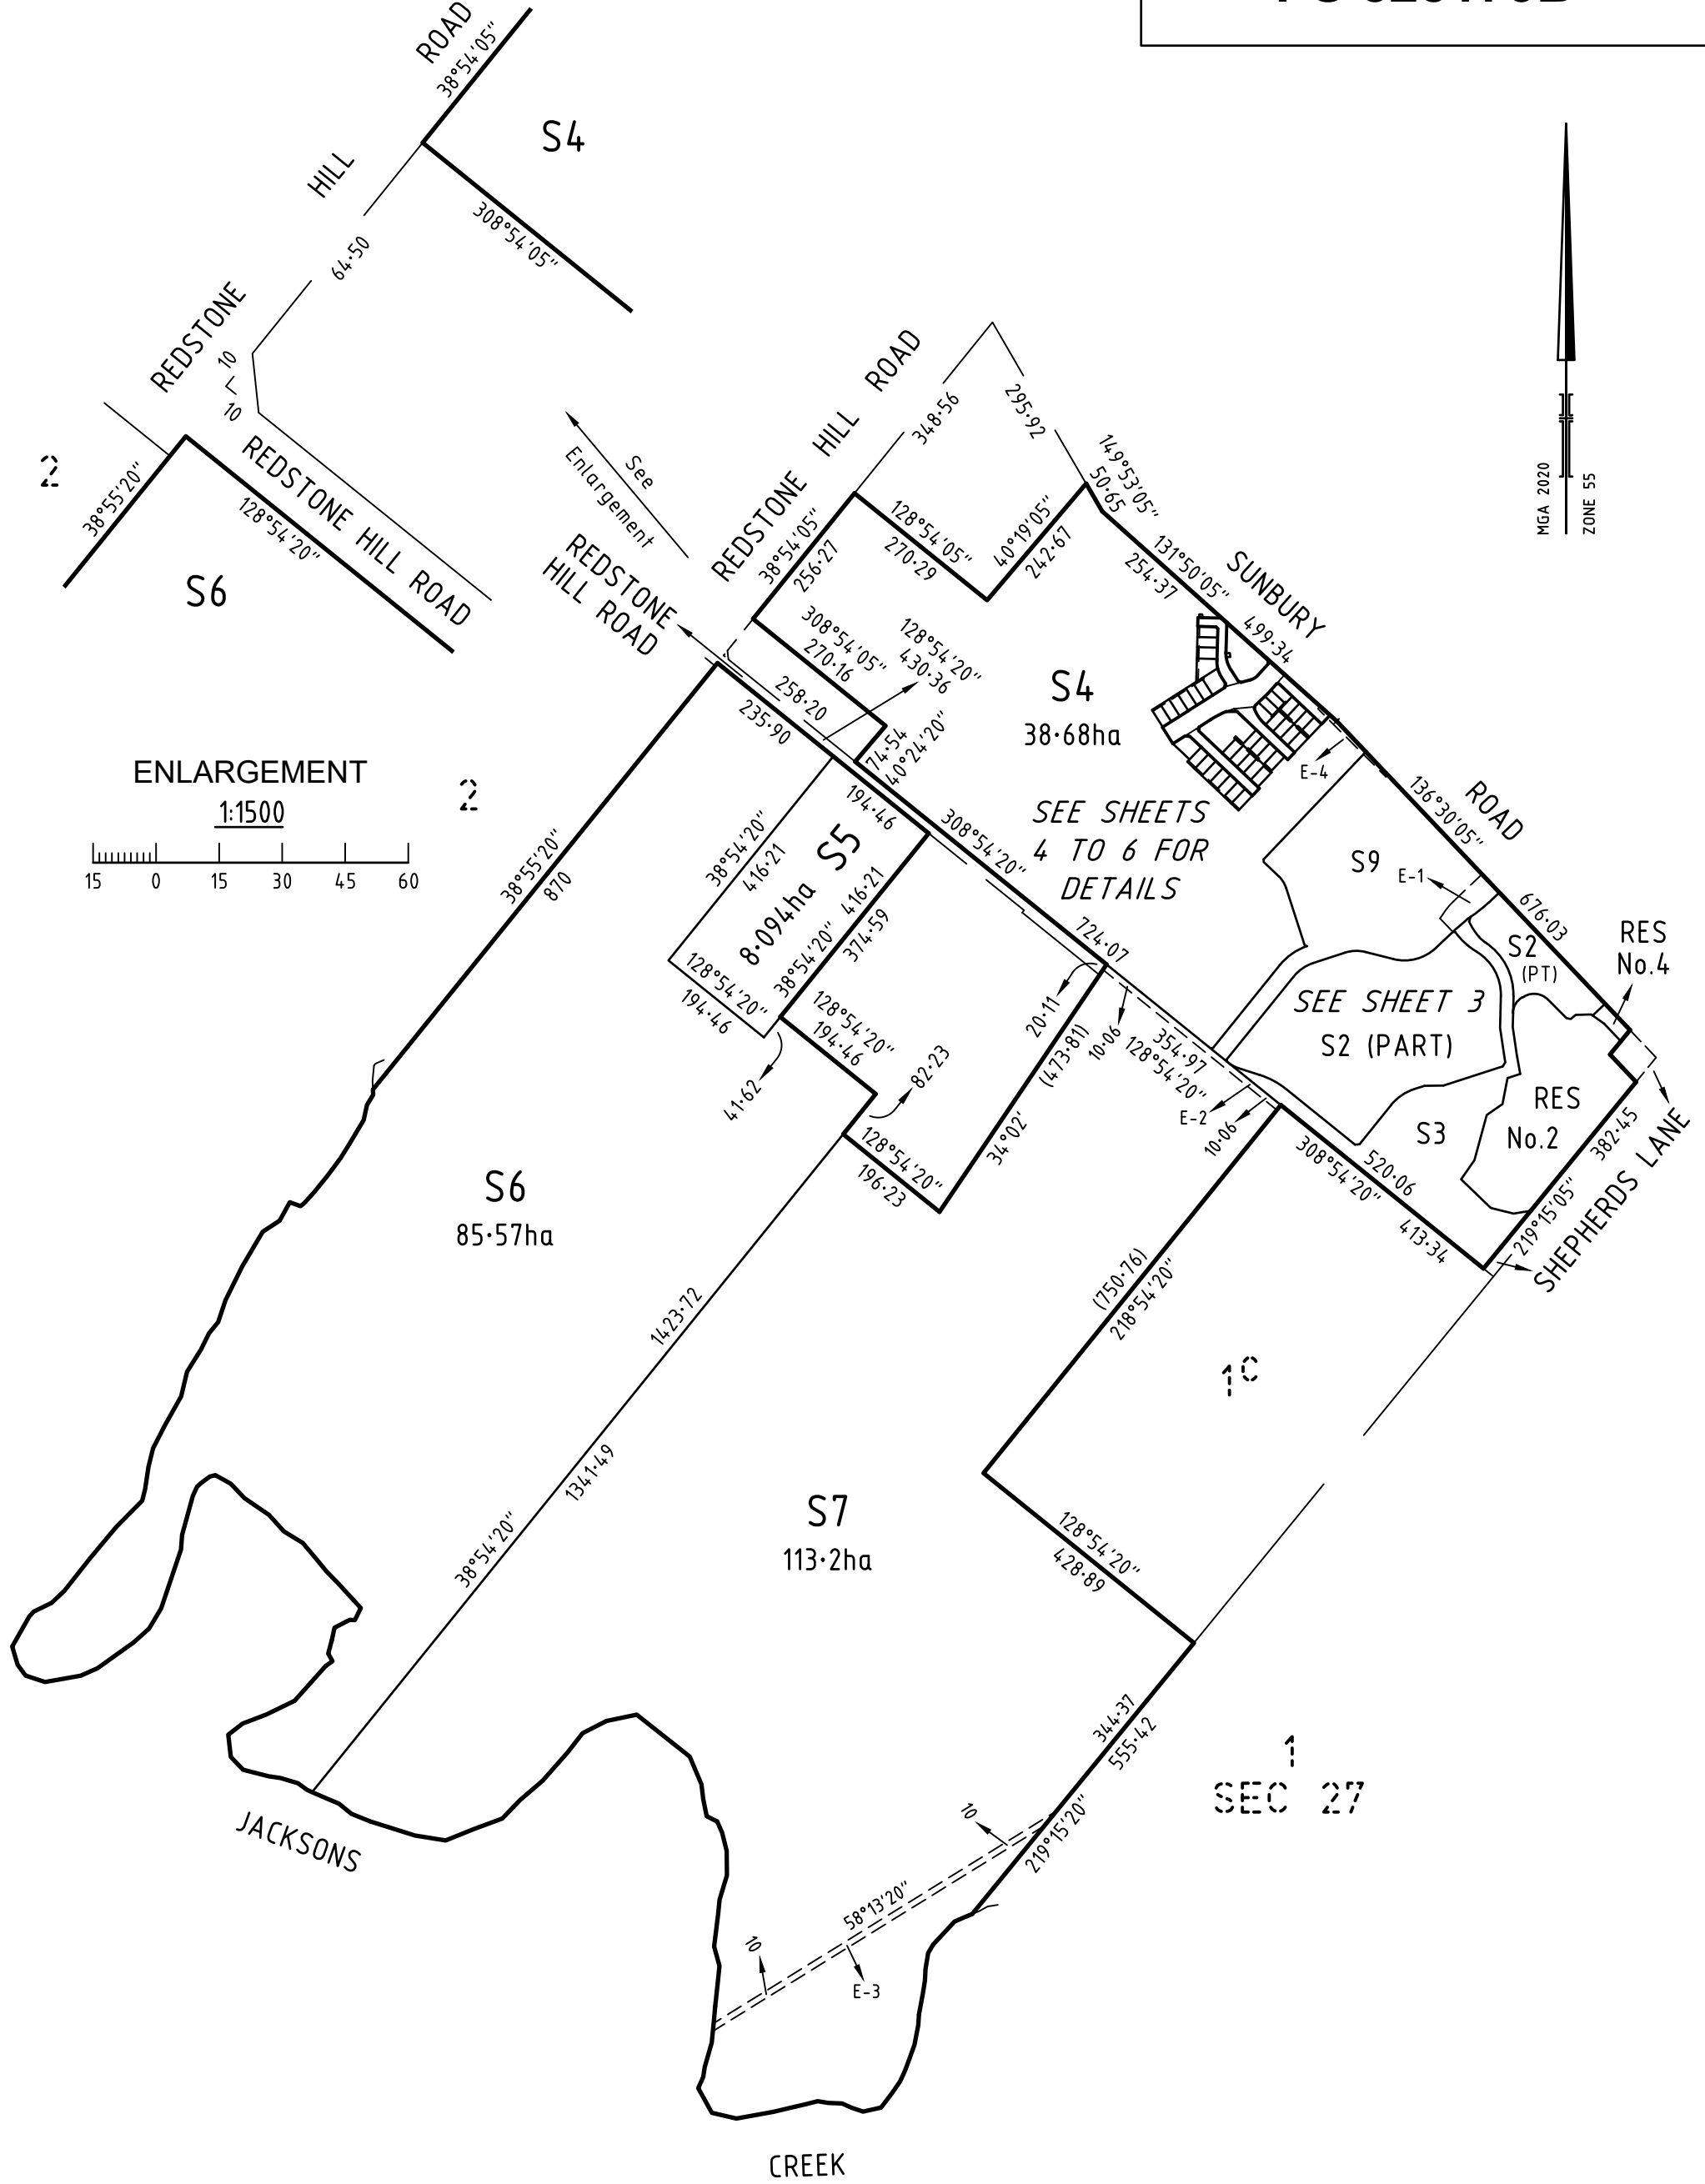 ROAD
38°54'05"
S4
HILL
308°54'05"
64·50
REDSTONE
10
10
REDSTONE HILL ROAD
2
38°55'20"
128°54'20"
S6
See
Enlargement
ENLARGEMENT
1:1500
15 0 15 30 45 60
2
MGA 2020
ZONE 55
REDSTONE HILL ROAD
348·56
295·92
149°53'05"
50·65
38°54'05"
256·27
128°54'05"
270·29
40°19'05"
242·67
131°50'05"
254·37
SUNBURY
499·34
REDSTONE
HILL ROAD
308°54'05"
270·16
128°54'20"
430·36
258·20
235·90
74·54
40°24'20"
S4
38·68ha
E-4
SEE SHEETS
4 TO 6 FOR
DETAILS
136°30'05"
ROAD
S9
E-1
676·03
S2
(PT)
RES
No.4
194·46
308°54'20"
724·07
38°54'20"
416·21
S5
8·094ha
38°54'20" 416·21
374·59
128°54'20"
194·46
38°55'20"
870
128°54'20"
194·46
41·62
82·23
20·11
(473·81)
34°02'
10·06
354·97
128°54'20"
E-2
10·06
SEE SHEET 3
S2 (PART)
S3
RES
No.2
382·45
219°15'05"
SHEPHERDS LANE
308°54'20"
520·06
413·34
128°54'20"
196·23
S6
85·57ha
(750·76)
218°54'20"
1C
1423·72
1341·49
38°54'20"
S7
113·2ha
128°54'20"
428·89
344·37
555·42
219°15'20"
1
SEC 27
JACKSONS
10
58°13'20"
10
E-3
CREEK